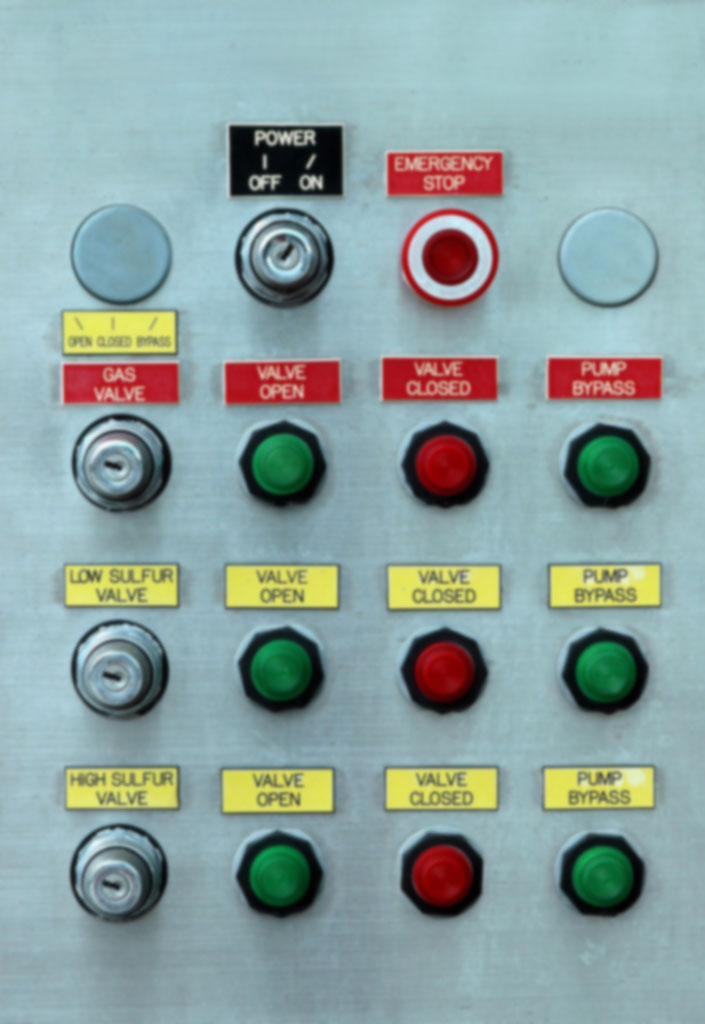 POWER
OFF ON
EMERGENCY
STOP
OPEN CLOSED BYPASS
GAS
VALVE
VALVE
OPEN
VALVE
CLOSED
PUMP
BYPASS
LOW SULFUR
VALVE
VALVE
OPEN
VALVE
CLOSED
PUMP
BYPASS
HIGH SULFUR
VALVE
VALVE
OPEN
VALVE
CLOSED
PUMP
BYPASS